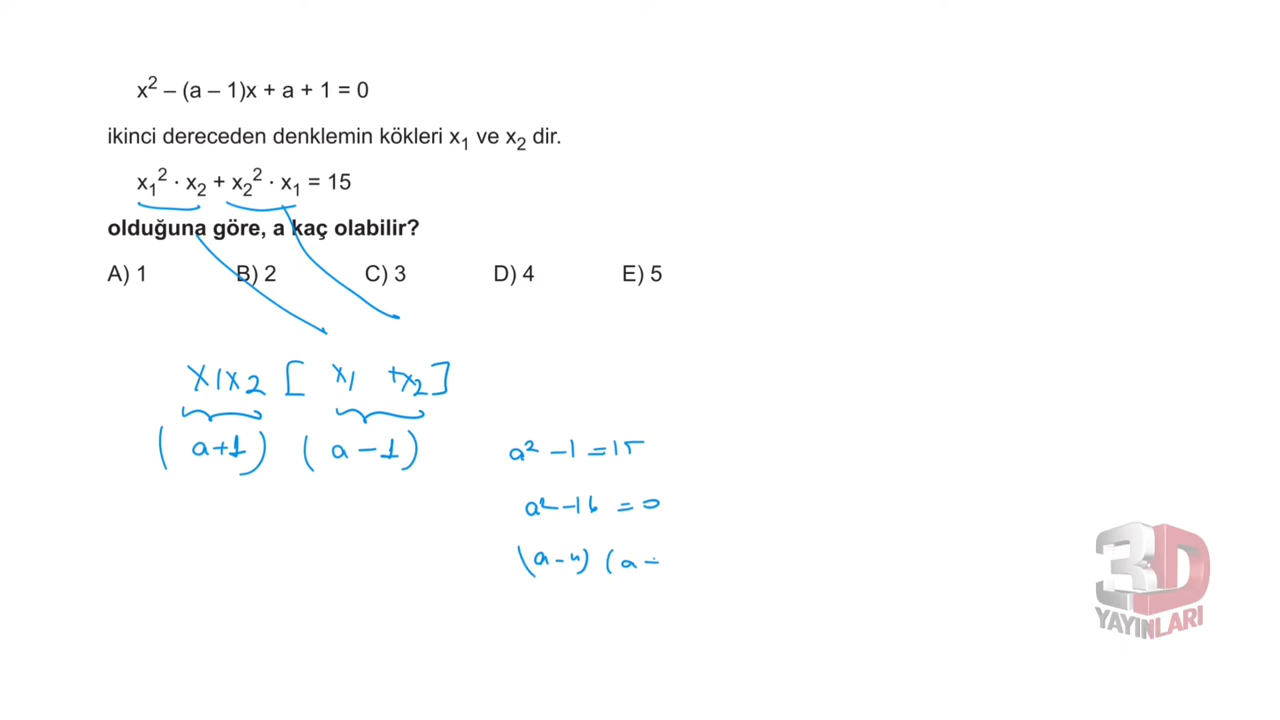 x² – (a – 1)x + a + 1 = 0
ikinci dereceden denklemin kökleri x₁ ve x₂ dir.
x₁² · x₂ + x₂² · x₁ = 15
olduğuna göre, a kaç olabilir?
A) 1 B) 2 C) 3 D) 4 E) 5
x1x2 [ x1 +x2 ]
(a+1) (a-1)
a² -1 =15
a² -16 =0
(a-4) (a -
3D
YAYINLARI